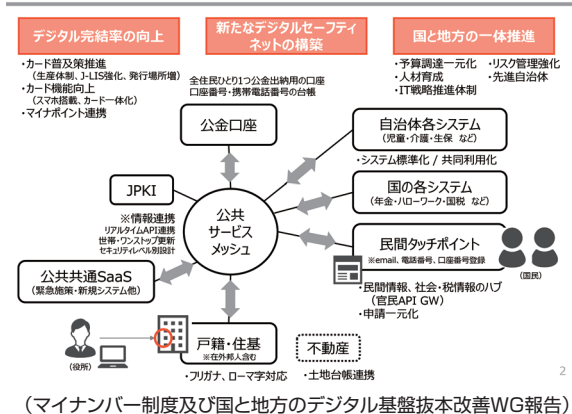 デジタル完結率の向上
新たなデジタルセーフティ
ネットの構築
国と地方の一体推進
・カード普及策推進
（生産体制、J-LIS強化、発行場所増）
・カード機能向上
（スマホ搭載、カード一体化）
・マイナポイント連携
全住民ひとり1つ公金出納用の口座
口座番号・携帯電話番号の台帳
・予算調達一元化
・人材育成
・IT戦略推進体制
・リスク管理強化
・先進自治体
公金口座
自治体各システム
（児童・介護・生保 など）
・システム標準化 / 共同利用化
JPKI
※情報連携
リアルタイムAPI連携
世帯・ワンストップ更新
セキュリティレベル別設計
公共
サービス
メッシュ
国の各システム
（年金・ハローワーク・国税 など）
民間タッチポイント
※email、電話番号、口座番号登録
（国民）
・民間情報、社会・税情報のハブ
（官民API GW）
・申請一元化
公共共通SaaS
（緊急施策・新規システム他）
（役所）
戸籍・住基
※在外邦人含む
・フリガナ、ローマ字対応
不動産
・土地台帳連携
2
（マイナンバー制度及び国と地方のデジタル基盤抜本改善WG報告）